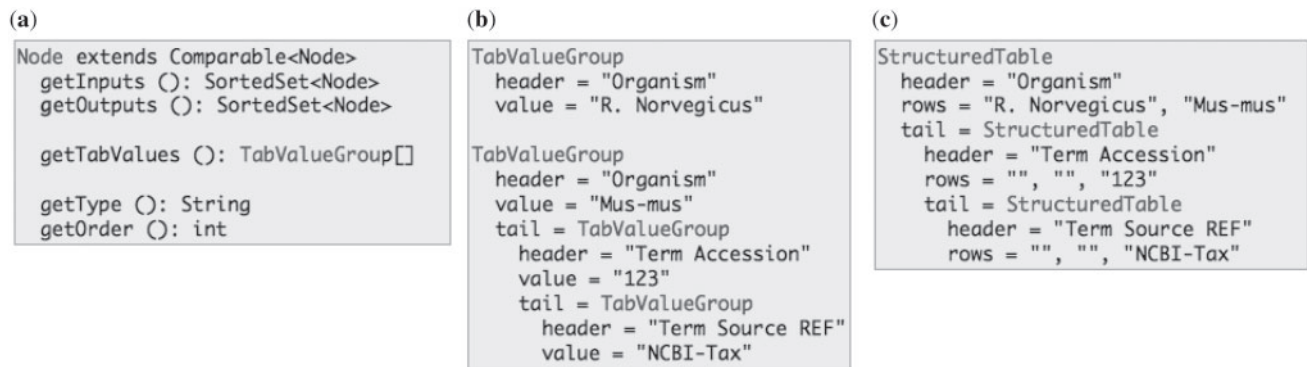 (a)
Node extends Comparable<Node>
getInputs (): SortedSet<Node>
getOutputs (): SortedSet<Node>
getTabValues (): TabValueGroup[]
getType (): String
getOrder (): int
(b)
TabValueGroup
header = "Organism"
value = "R. Norvegicus"
TabValueGroup
header = "Organism"
value = "Mus-mus"
tail = TabValueGroup
header = "Term Accession"
value = "123"
tail = TabValueGroup
header = "Term Source REF"
value = "NCBI-Tax"
(c)
StructuredTable
header = "Organism"
rows = "R. Norvegicus", "Mus-mus"
tail = StructuredTable
header = "Term Accession"
rows = "", "", "123"
tail = StructuredTable
header = "Term Source REF"
rows = "", "", "NCBI-Tax"